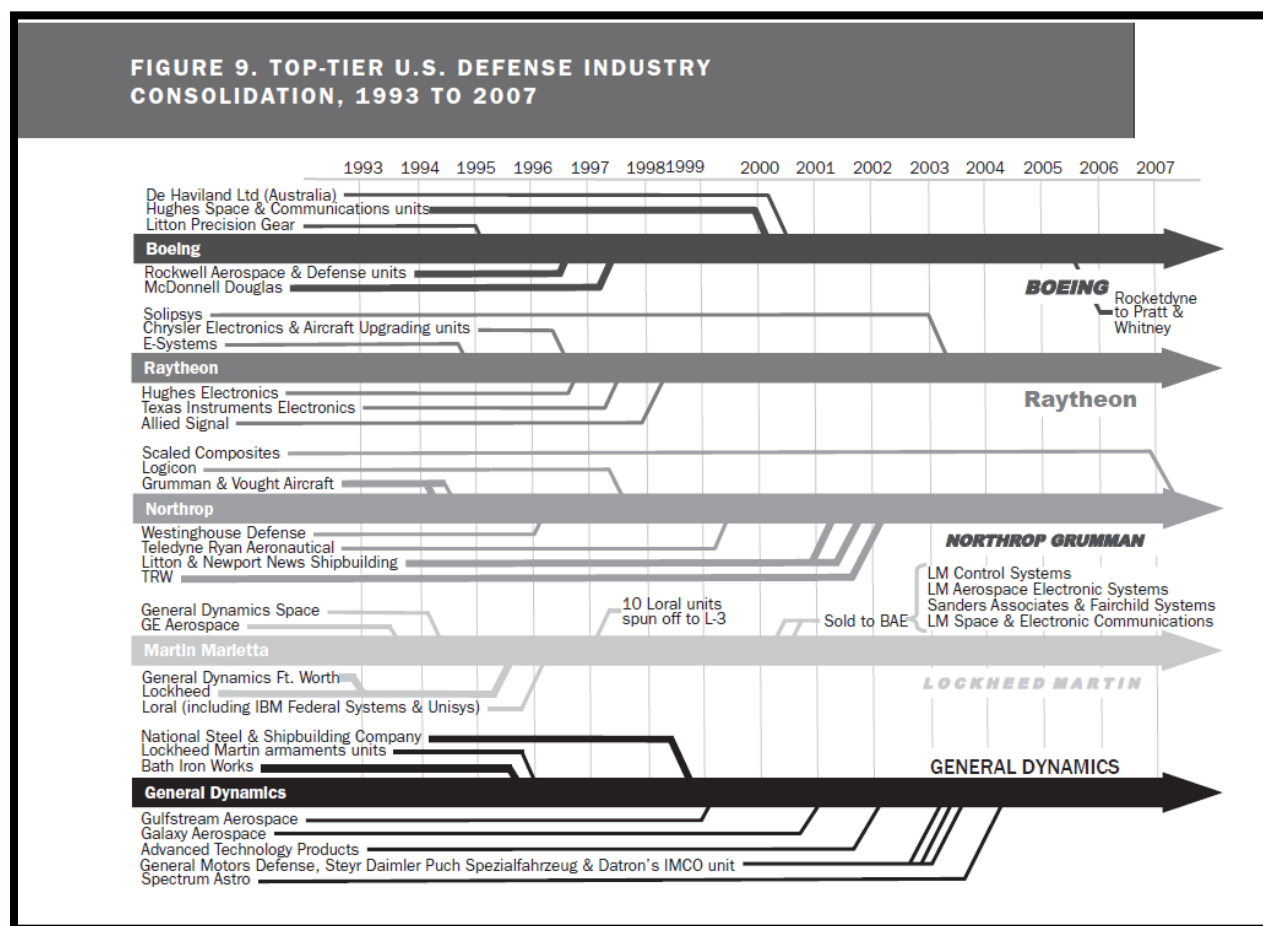 FIGURE 9. TOP-TIER U.S. DEFENSE INDUSTRY
CONSOLIDATION, 1993 TO 2007
1993 1994 1995 1996 1997 1998 1999 2000 2001 2002 2003 2004 2005 2006 2007
De Haviland Ltd (Australia)
Hughes Space & Communications units
Litton Precision Gear
Boeing
Rockwell Aerospace & Defense units
McDonnell Douglas
BOEING
Rocketdyne
to Pratt &
Whitney
Solipsys
Chrysler Electronics & Aircraft Upgrading units
E-Systems
Raytheon
Hughes Electronics
Texas Instruments Electronics
Allied Signal
Raytheon
Scaled Composites
Logicon
Grumman & Vought Aircraft
Northrop
Westinghouse Defense
Teledyne Ryan Aeronautical
Litton & Newport News Shipbuilding
TRW
NORTHROP GRUMMAN
General Dynamics Space
GE Aerospace
10 Loral units
spun off to L-3
Sold to BAE
LM Control Systems
LM Aerospace Electronic Systems
Sanders Associates & Fairchild Systems
LM Space & Electronic Communications
Martin Marietta
General Dynamics Ft. Worth
Lockheed
Loral (including IBM Federal Systems & Unisys)
LOCKHEED MARTIN
National Steel & Shipbuilding Company
Lockheed Martin armaments units
Bath Iron Works
GENERAL DYNAMICS
General Dynamics
Gulfstream Aerospace
Galaxy Aerospace
Advanced Technology Products
General Motors Defense, Steyr Daimler Puch Spezialfahrzeug & Datron's IMCO unit
Spectrum Astro